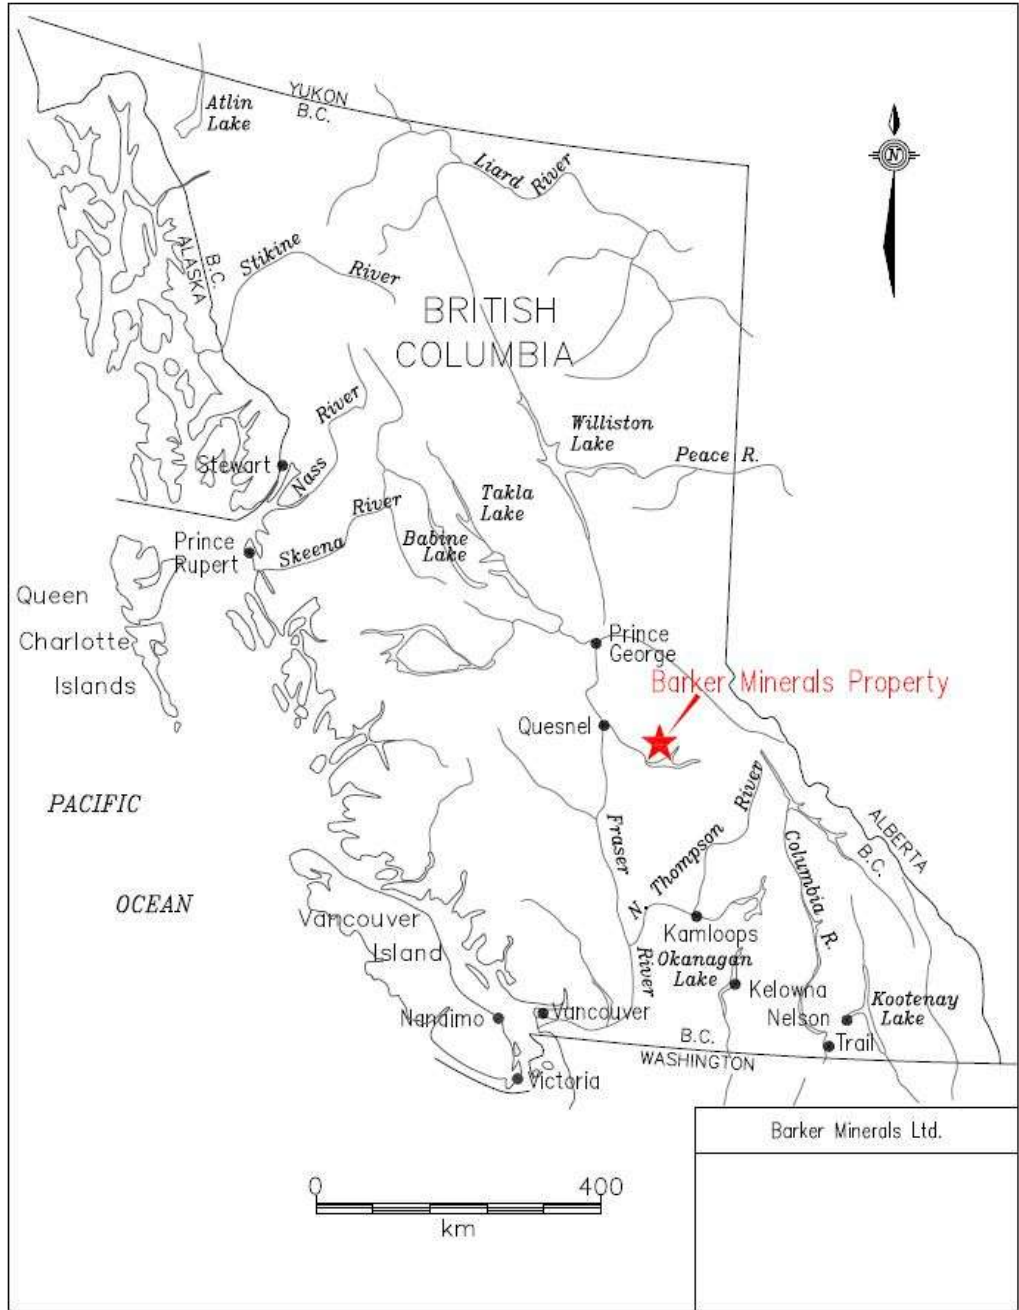 YUKON
B.C.
Atlin
Lake
Liard River
N
B.C.
ALASKA
Stikine River
BRITISH
COLUMBIA
Williston
Lake
Peace R.
Nass River
Stewart
Takla
Lake
Skeena River
Babine
Lake
Prince
Rupert
Queen
Charlotte
Islands
Prince
George
Barker Minerals Property
Quesnel
PACIFIC
OCEAN
Fraser River
N. Thompson River
Columbia R.
ALBERTA
B.C.
Vancouver
Island
Kamloops
Okanagan
Lake
Kelowna
Kootenay
Lake
Nelson
Trail
Nanaimo
Vancouver
B.C.
WASHINGTON
Victoria
Barker Minerals Ltd.
0 400
km